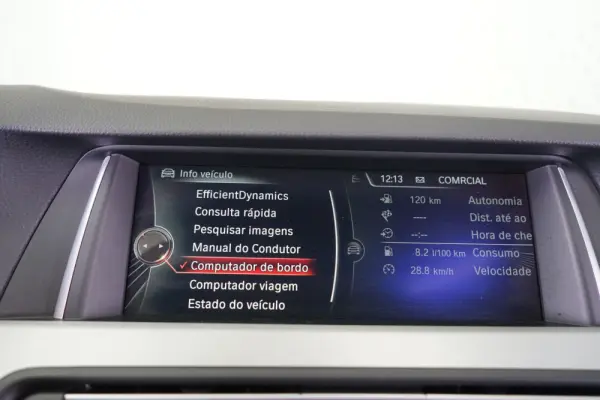 Info veículo
EfficientDynamics
Consulta rápida
Pesquisar imagens
Manual do Condutor
Computador de bordo
Computador viagem
Estado do veículo
12:13 COMRCIAL
120 km Autonomia
---- Dist. até ao
--:-- Hora de che
8.2 l/100 km Consumo
28.8 km/h Velocidade